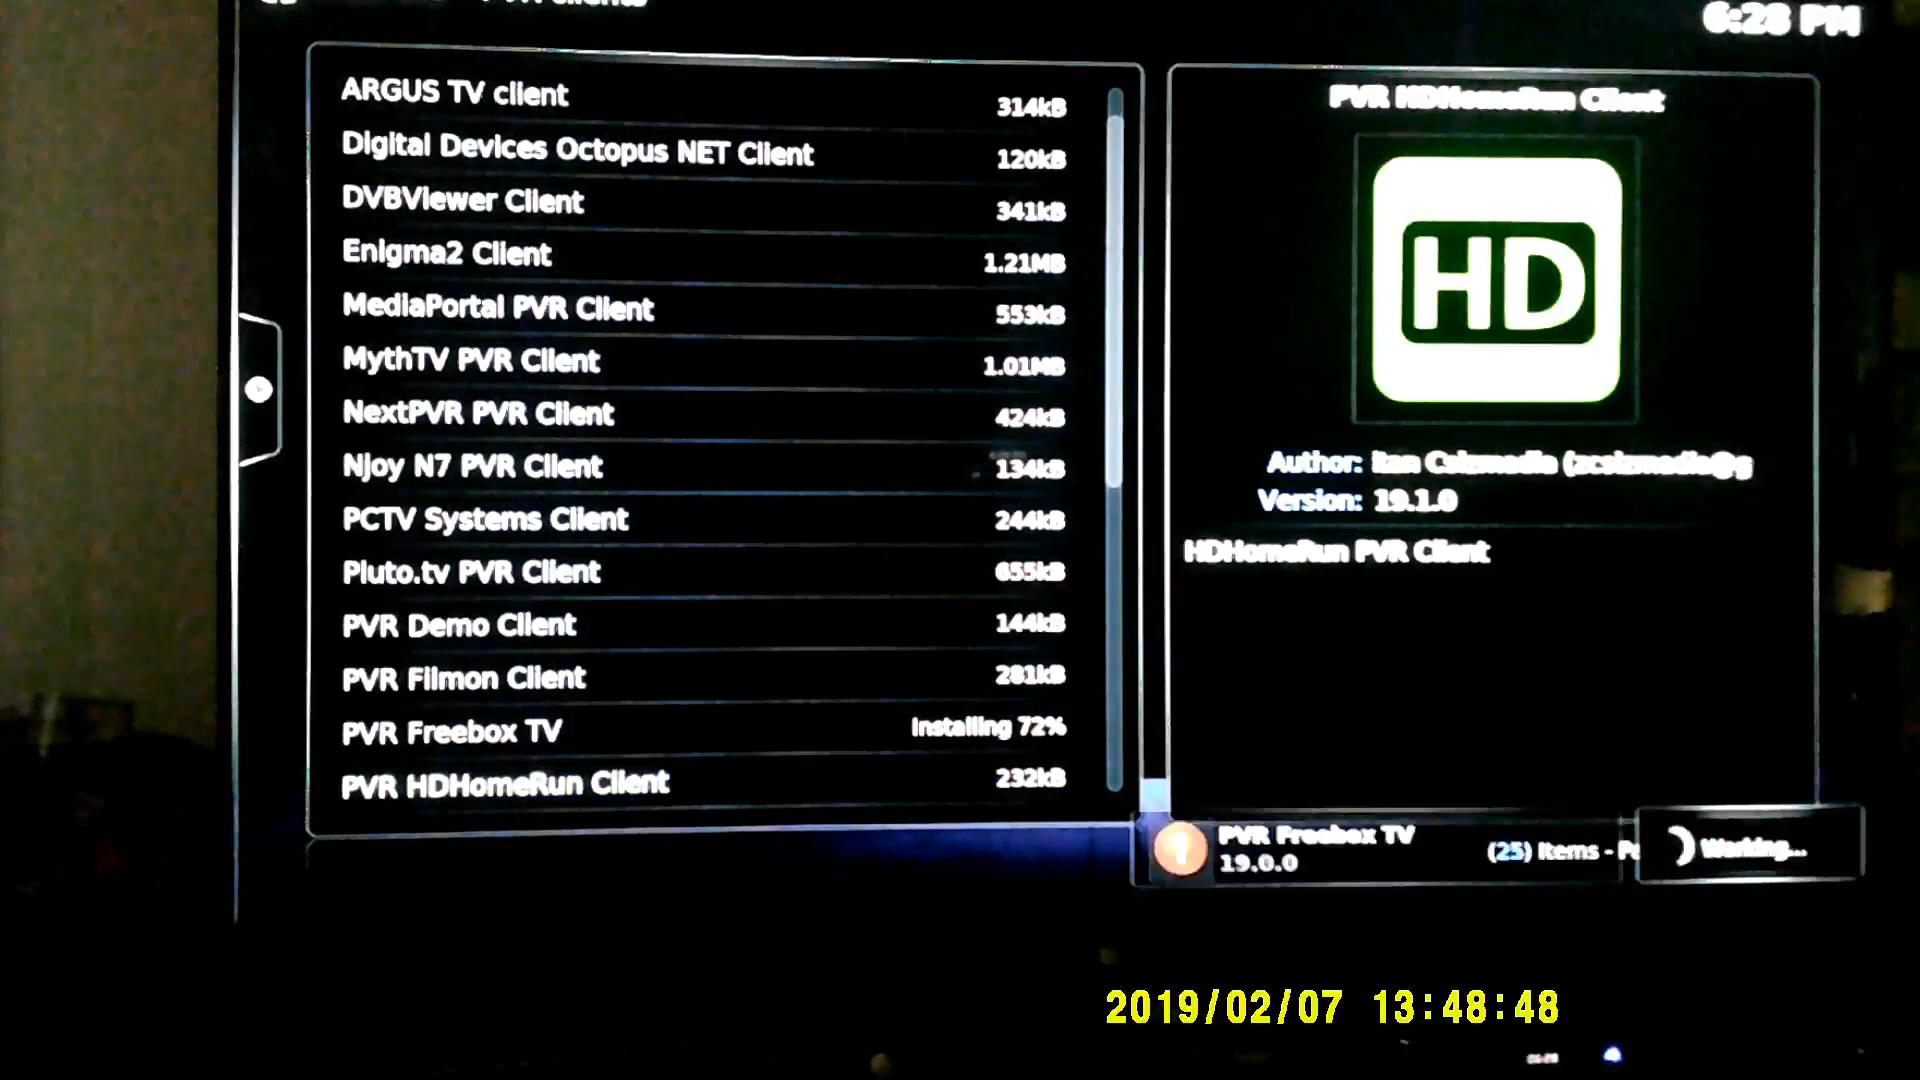 6:28 PM
ARGUS TV client 314kB
Digital Devices Octopus NET Client 120kB
DVBViewer Client 341kB
Enigma2 Client 1.21MB
MediaPortal PVR Client 553kB
MythTV PVR Client 1.01MB
NextPVR PVR Client 424kB
Njoy N7 PVR Client 134kB
PCTV Systems Client 244kB
Pluto.tv PVR Client 655kB
PVR Demo Client 144kB
PVR Filmon Client 281kB
PVR Freebox TV Installing 72%
PVR HDHomeRun Client 232kB
PVR HDHomeRun Client
HD
Author: Csizmadia (zcsizmadia@g
Version: 19.1.0
HDHomeRun PVR Client
PVR Freebox TV
19.0.0
(25) Items -
Working...
2019/02/07 13:48:48